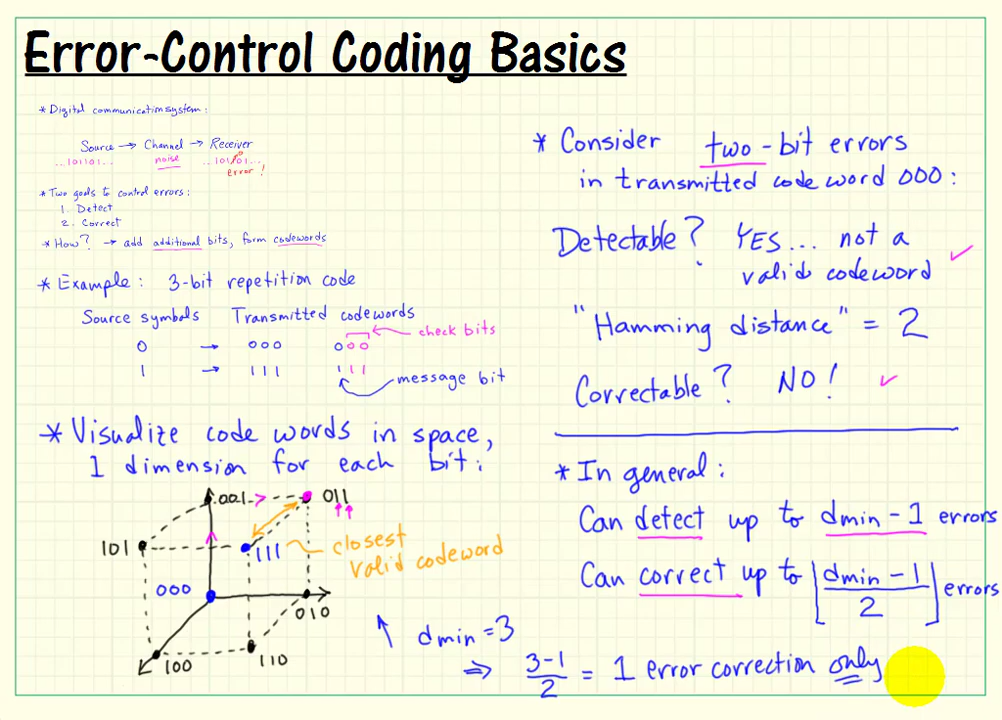 Error-Control Coding Basics
* Digital communication system:
Source → Channel → Receiver
...101101... noise ...101101...
error!
* Two goals to control errors:
1. Detect
2. Correct
* How? → add additional bits, form codewords
* Example: 3-bit repetition code
Source symbols Transmitted codewords
check bits
0 → 000 000
1 → 111 111
message bit
* Visualize code words in space,
1 dimension for each bit:
001 011
101 111 closest
valid codeword
000
010
100 110
* Consider two-bit errors
in transmitted code word 000:
Detectable? YES... not a
valid codeword ✓
"Hamming distance" = 2
Correctable? NO! ✓
* In general:
Can detect up to dmin - 1 errors
Can correct up to ⌊(dmin - 1)/2⌋ errors
↑ dmin = 3
⇒ (3-1)/2 = 1 error correction only